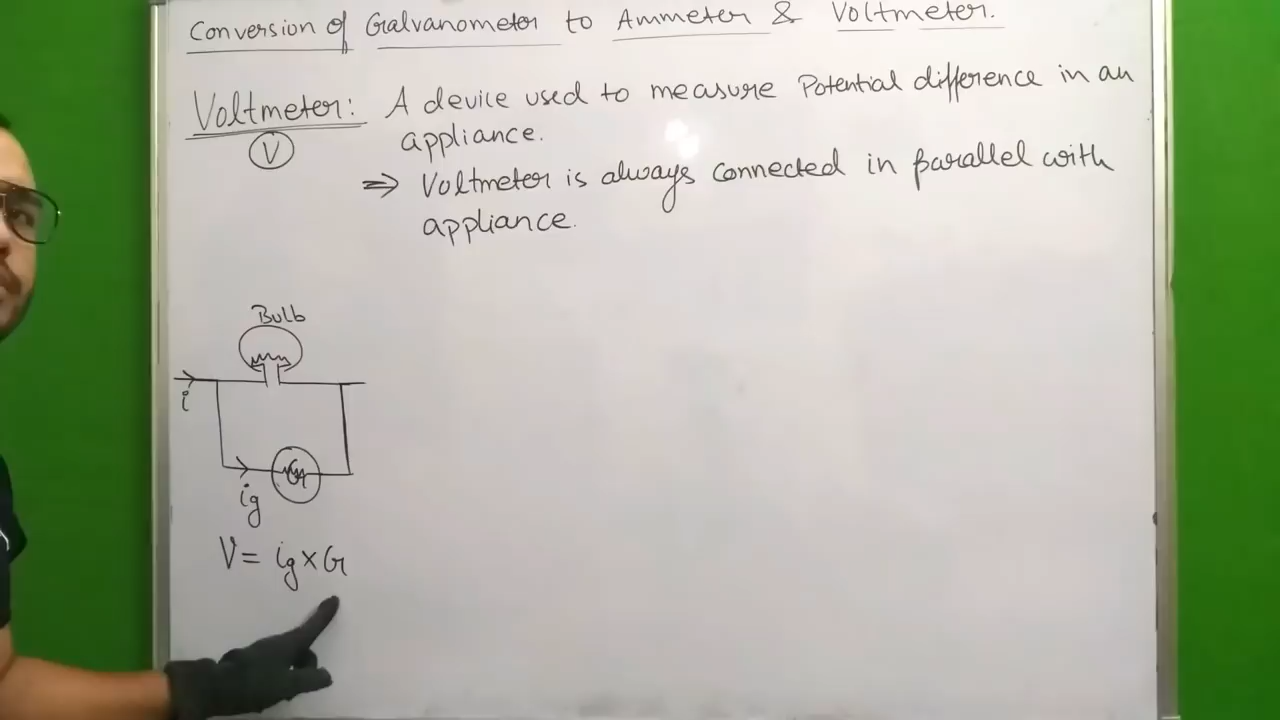 Conversion of Galvanometer to Ammeter & Voltmeter.
Voltmeter: A device used to measure Potential difference in an
appliance.
V
⇒ Voltmeter is always connected in parallel with
appliance.
Bulb
i
G
ig
V = ig × G